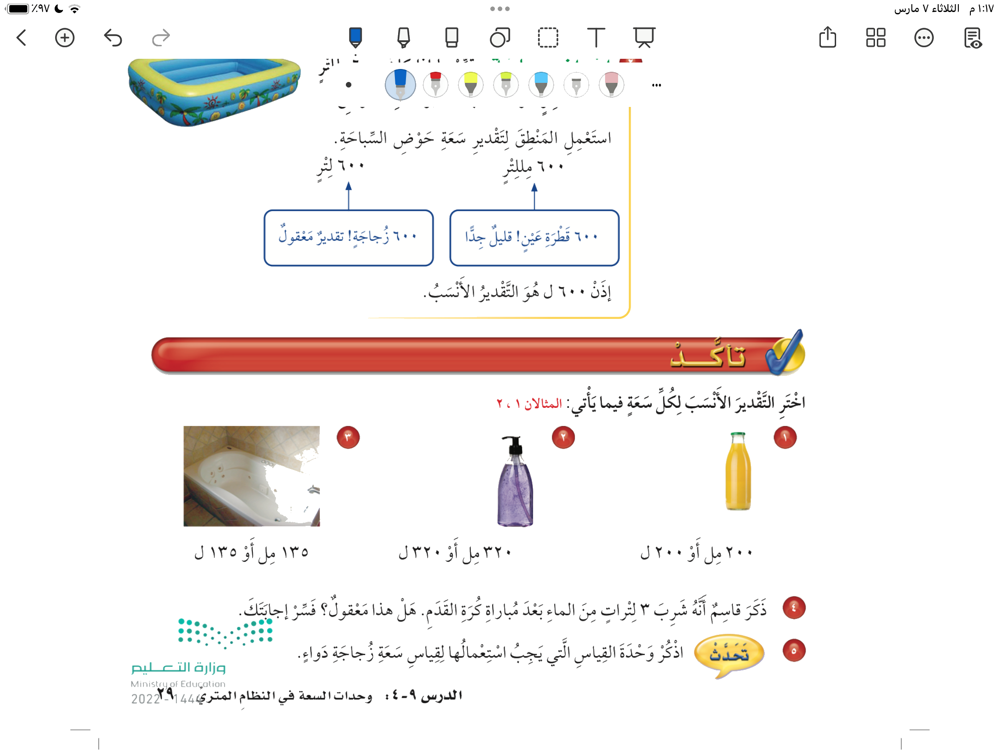 ١:١٧ م الثلاثاء ٧ مارس
٩٧٪
استَعْمِلِ المَنْطِقَ لِتَقْديرِ سَعَةِ حَوْضِ السِّباحَةِ.
٦٠٠ مِللِتْرٍ
٦٠٠ لِتْرٍ
٦٠٠ قَطْرَةِ عَيْنٍ! قليلٌ جِدًّا
٦٠٠ زُجاجَةٍ! تقديرٌ مَعْقولٌ
إذَنْ ٦٠٠ ل هُوَ التَّقْديرُ الأَنْسَبُ.
تأكَّدْ
اخْتَرِ التَّقْديرَ الأَنْسَبَ لِكُلِّ سَعَةٍ فيما يَأْتي: المثالان ١ ، ٢
١
٢
٣
٢٠٠ مِل أَوْ ٢٠٠ ل
٣٢٠ مِل أَوْ ٣٢٠ ل
١٣٥ مِل أَوْ ١٣٥ ل
٤ ذَكَرَ قاسِمٌ أَنَّهُ شَرِبَ ٣ لِتْراتٍ مِنَ الماءِ بَعْدَ مُباراةِ كُرَةِ القَدَمِ. هَلْ هذا مَعْقولٌ؟ فَسِّرْ إجابَتَكَ.
٥ تَحَدَّثْ اذْكُرْ وَحْدَةَ القِياسِ الَّتي يَجِبُ اسْتِعْمالُها لِقِياسِ سَعَةِ زُجاجَةِ دَواءٍ.
وزارة التعليم
Ministry of Education
2022 - 1444
الدرس ٩-٤: وحدات السعة في النظامِ المتريِّ ٢٩